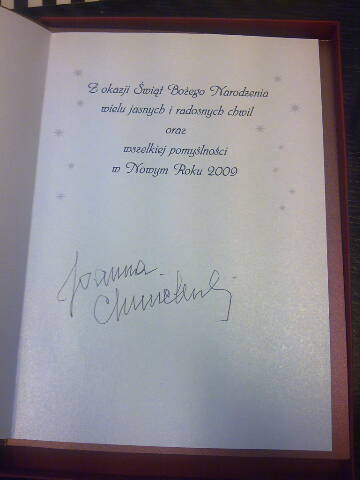 Z okazji Świąt Bożego Narodzenia
wielu jasnych i radosnych chwil
oraz
wszelkiej pomyślności
w Nowym Roku 2009
Joanna